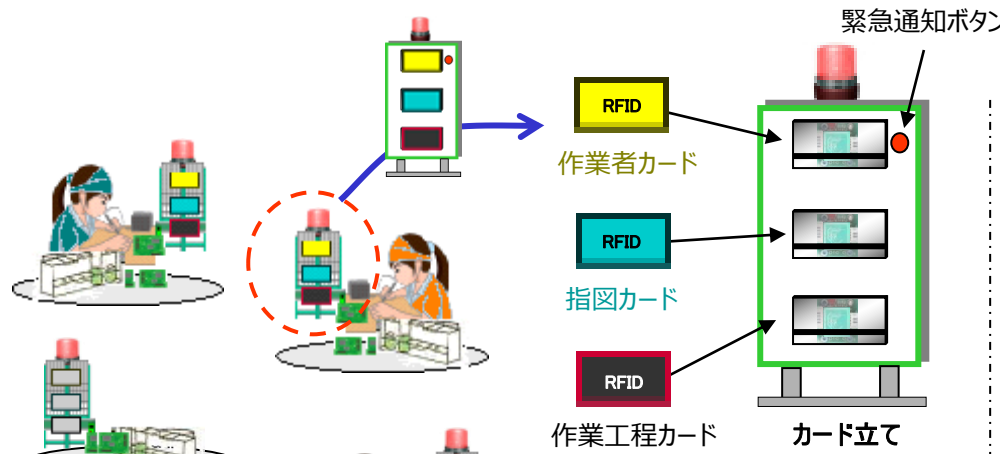 緊急通知ボタン
RFID
作業者カード
RFID
指図カード
RFID
作業工程カード
カード立て